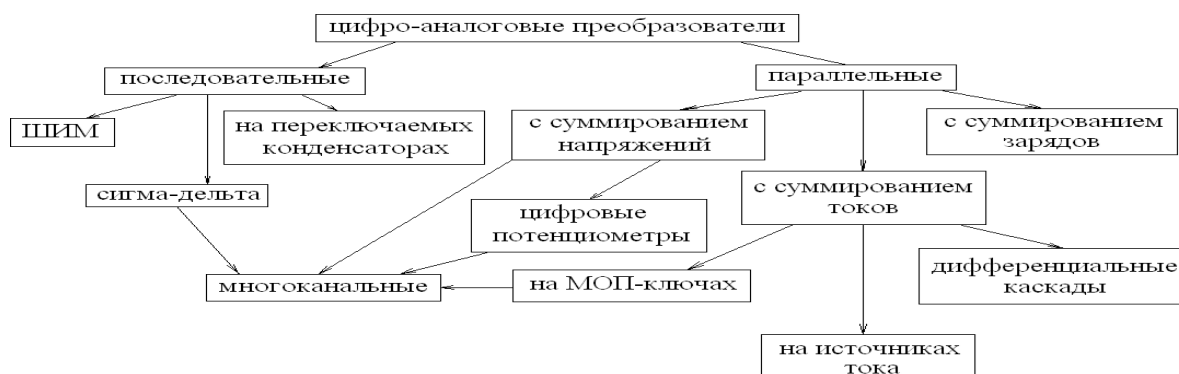 цифро-аналоговые преобразователи
последовательные
параллельные
ШИМ
на переключаемых
конденсаторах
с суммированием
напряжений
с суммированием
зарядов
сигма-дельта
с суммированием
токов
цифровые
потенциометры
многоканальные
на МОП-ключах
дифференциальные
каскады
на источниках
тока